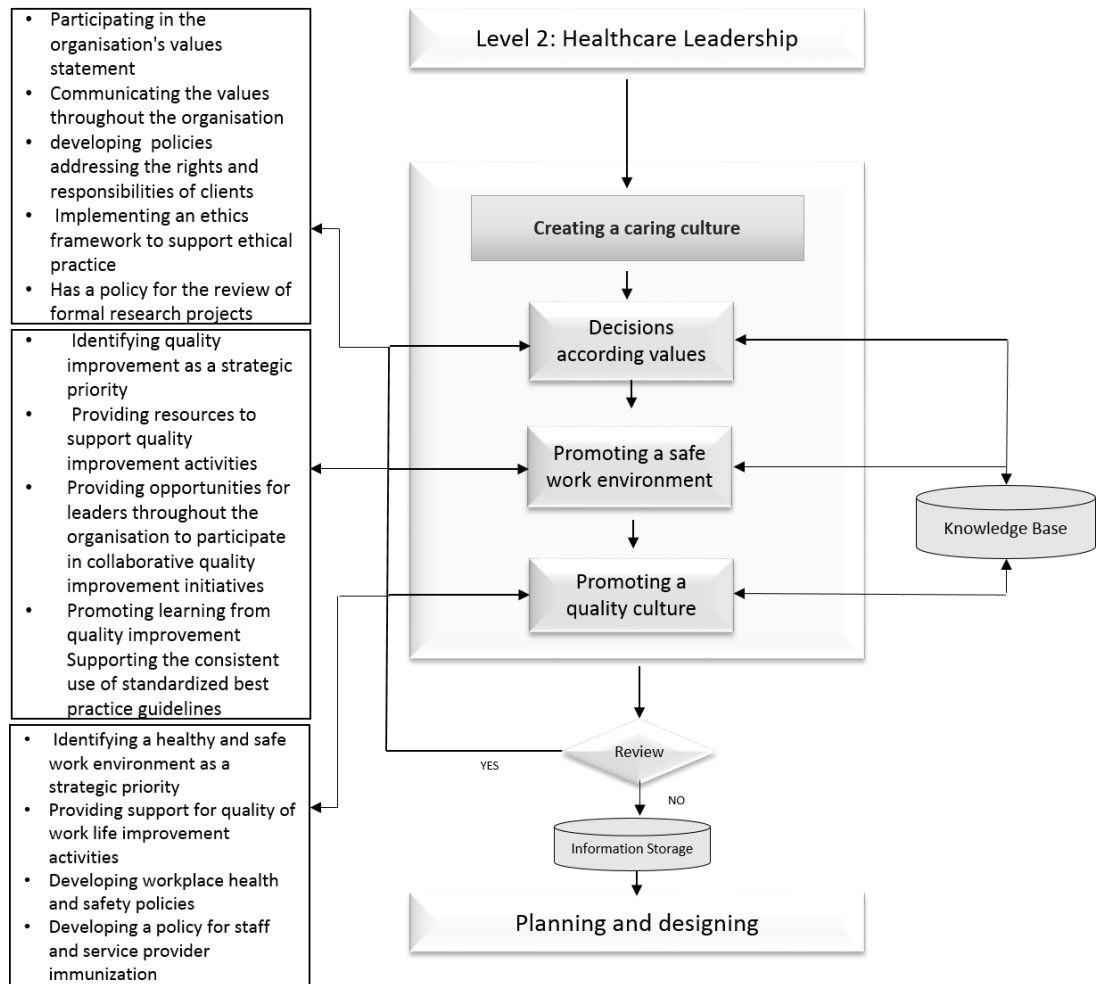 • Participating in the
organisation's values
statement
• Communicating the values
throughout the organisation
• developing policies
addressing the rights and
responsibilities of clients
• Implementing an ethics
framework to support ethical
practice
• Has a policy for the review of
formal research projects
• Identifying quality
improvement as a strategic
priority
• Providing resources to
support quality
improvement activities
• Providing opportunities for
leaders throughout the
organisation to participate
in collaborative quality
improvement initiatives
• Promoting learning from
quality improvement
Supporting the consistent
use of standardized best
practice guidelines
• Identifying a healthy and safe
work environment as a
strategic priority
• Providing support for quality of
work life improvement
activities
• Developing workplace health
and safety policies
• Developing a policy for staff
and service provider
immunization
Level 2: Healthcare Leadership
Creating a caring culture
Decisions
according values
Promoting a safe
work environment
Promoting a
quality culture
Knowledge Base
Review
YES
NO
Information Storage
Planning and designing